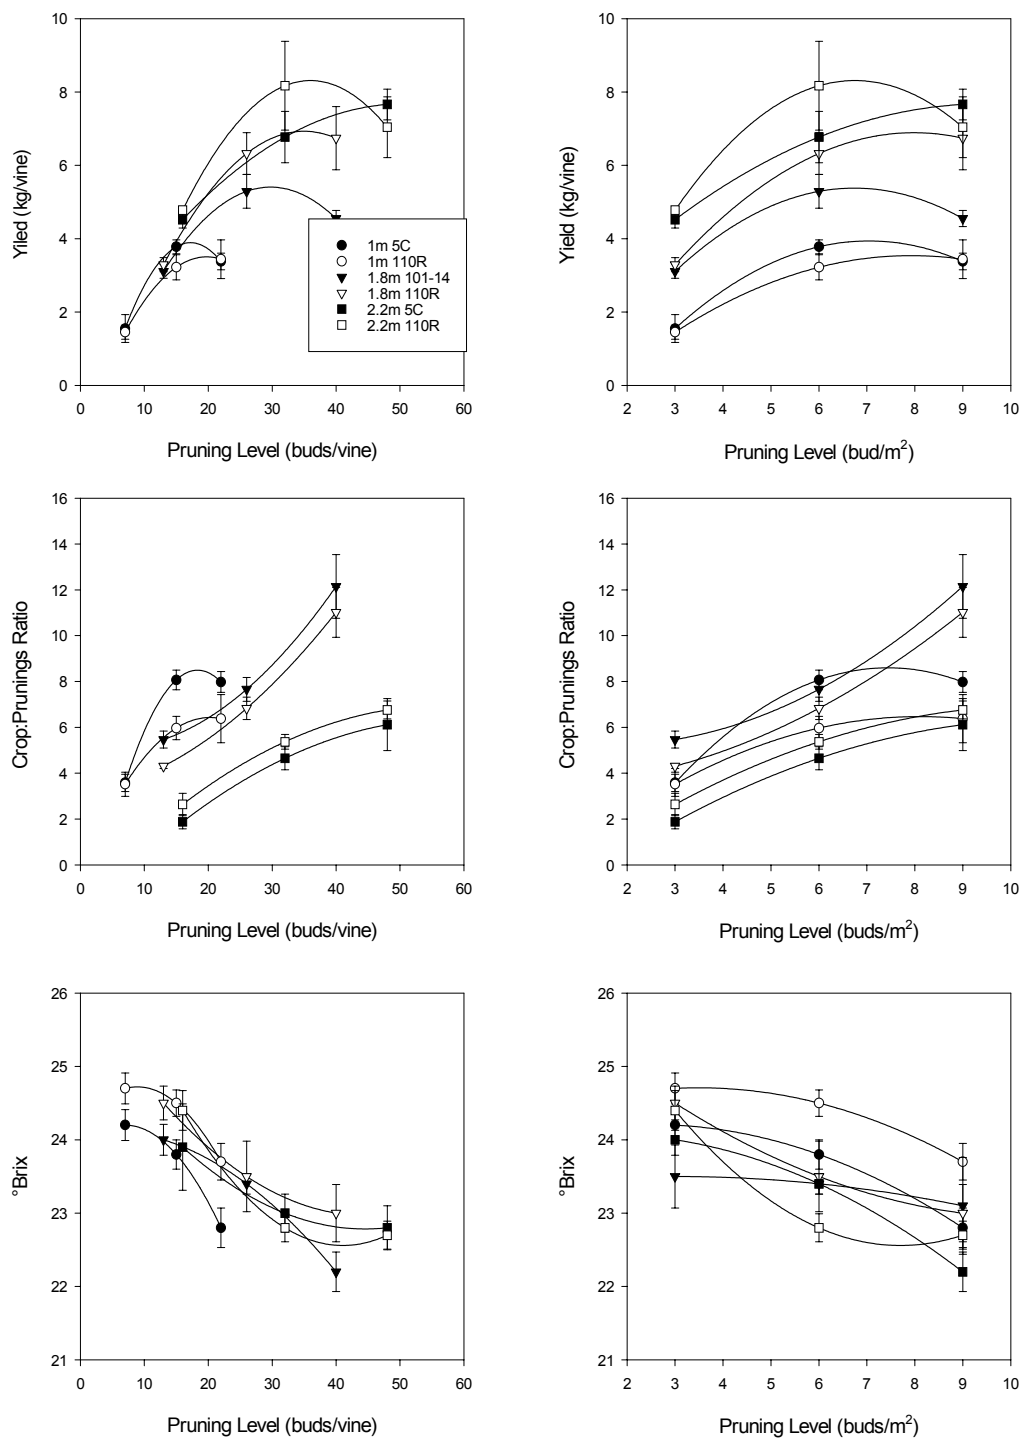 10
8
6
4
2
0
Yiled (kg/vine)
0 10 20 30 40 50 60
Pruning Level (buds/vine)
1m 5C
1m 110R
1.8m 101-14
1.8m 110R
2.2m 5C
2.2m 110R
10
8
6
4
2
0
Yield (kg/vine)
2 3 4 5 6 7 8 9 10
Pruning Level (bud/m²)
16
14
12
10
8
6
4
2
0
Crop:Prunings Ratio
0 10 20 30 40 50 60
Pruning Level (buds/vine)
16
14
12
10
8
6
4
2
0
Crop:Prunings Ratio
2 3 4 5 6 7 8 9 10
Pruning Level (buds/m²)
26
25
24
23
22
21
°Brix
0 10 20 30 40 50 60
Pruning Level (buds/vine)
26
25
24
23
22
21
°Brix
2 3 4 5 6 7 8 9 10
Pruning Level (buds/m²)